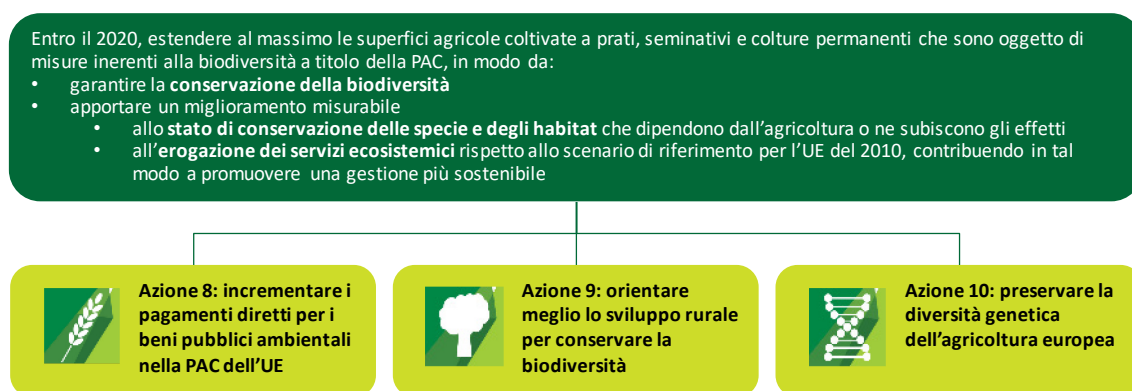 Entro il 2020, estendere al massimo le superfici agricole coltivate a prati, seminativi e colture permanenti che sono oggetto di
misure inerenti alla biodiversità a titolo della PAC, in modo da:
• garantire la conservazione della biodiversità
• apportare un miglioramento misurabile
• allo stato di conservazione delle specie e degli habitat che dipendono dall'agricoltura o ne subiscono gli effetti
• all'erogazione dei servizi ecosistemici rispetto allo scenario di riferimento per l'UE del 2010, contribuendo in tal
modo a promuovere una gestione più sostenibile
Azione 8: incrementare i
pagamenti diretti per i
beni pubblici ambientali
nella PAC dell'UE
Azione 9: orientare
meglio lo sviluppo rurale
per conservare la
biodiversità
Azione 10: preservare la
diversità genetica
dell'agricoltura europea